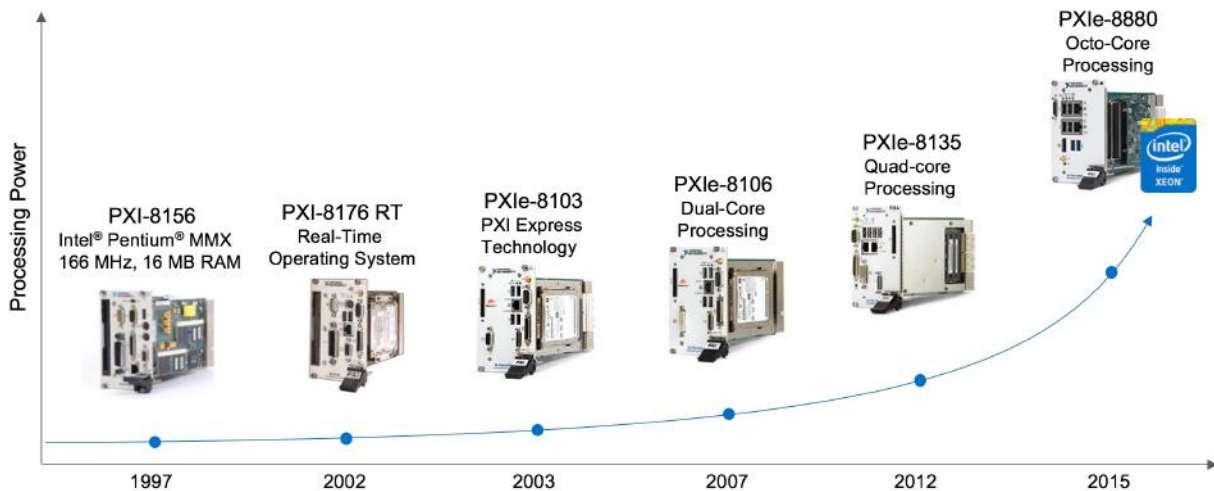 PXIe-8880
Octo-Core
Processing
intel
inside™
XEON®
PXIe-8135
Quad-core
Processing
PXIe-8106
Dual-Core
Processing
PXIe-8103
PXI Express
Technology
PXI-8176 RT
Real-Time
Operating System
PXI-8156
Intel® Pentium® MMX
166 MHz, 16 MB RAM
Processing Power
1997
2002
2003
2007
2012
2015